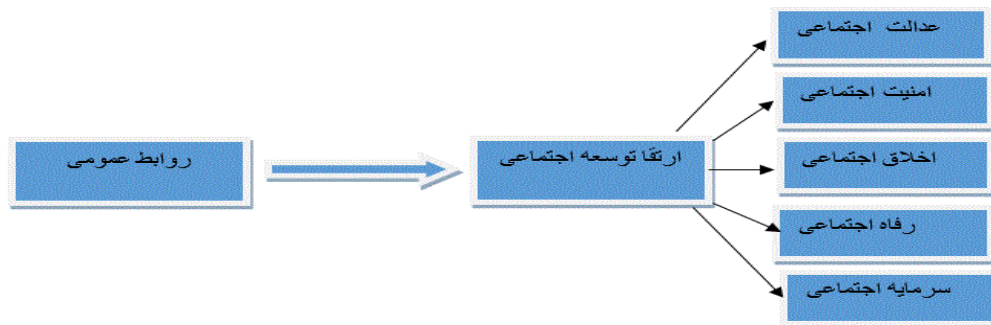 روابط عمومی
ارتقا توسعه اجتماعی
عدالت اجتماعی
امنیت اجتماعی
اخلاق اجتماعی
رفاه اجتماعی
سرمایه اجتماعی